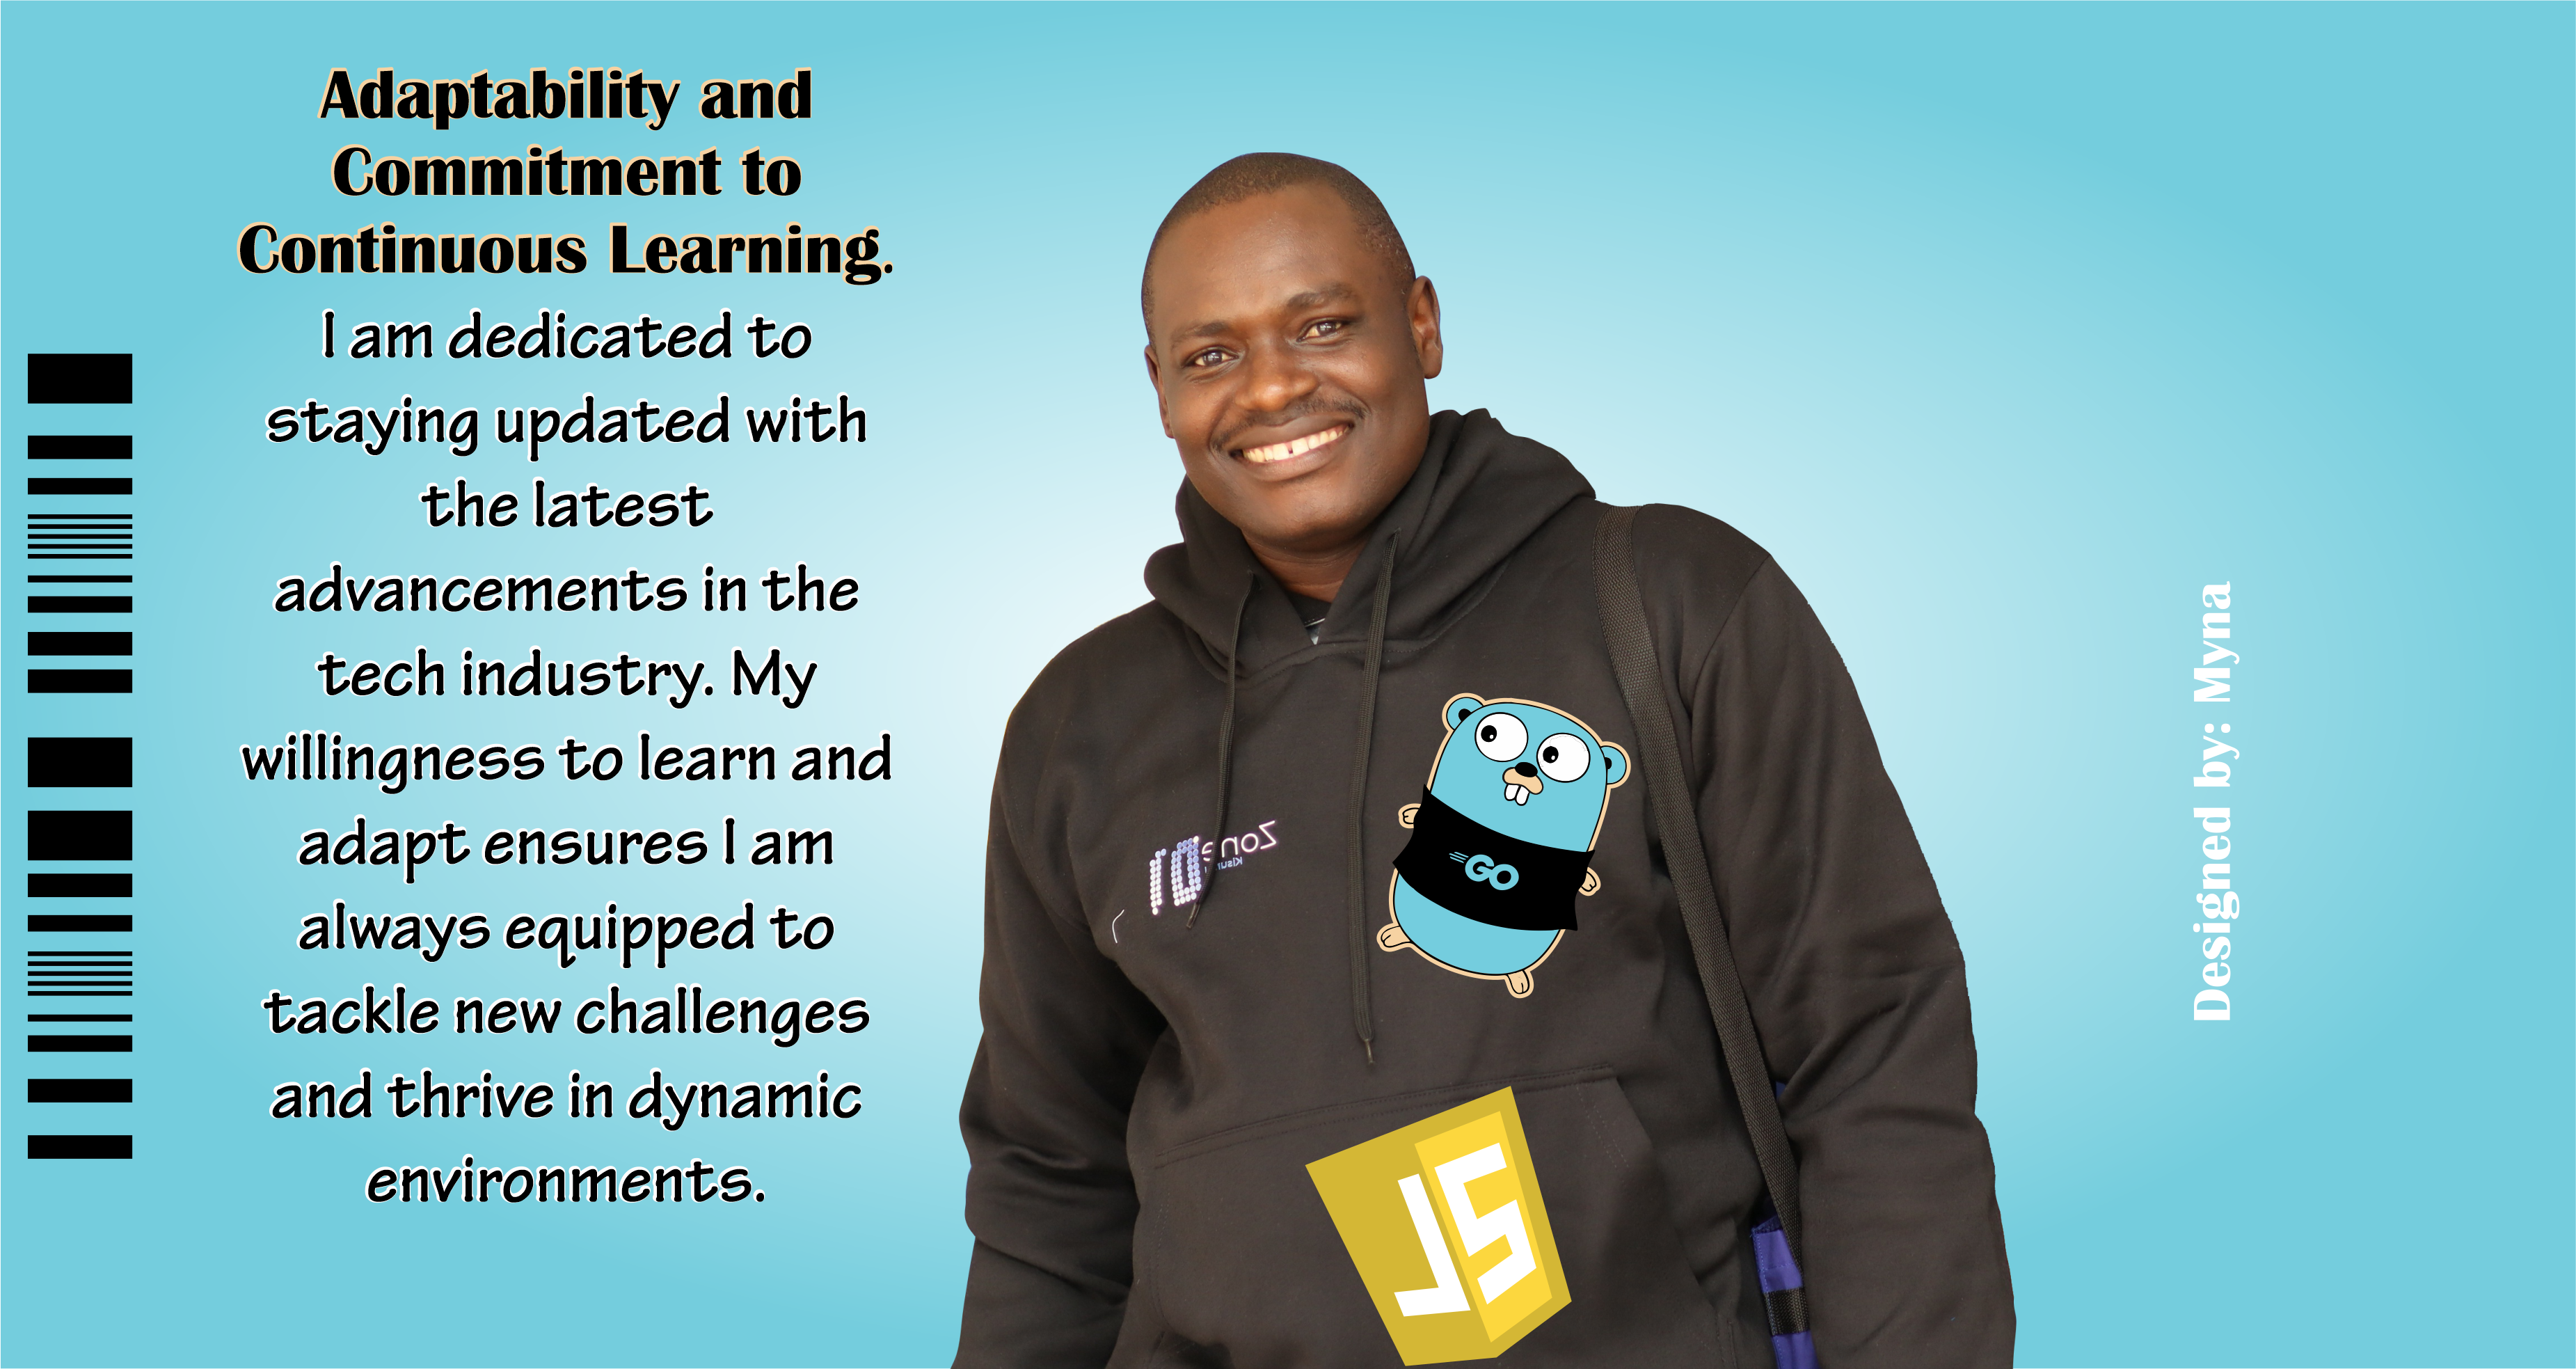 Adaptability and
Commitment to
Continuous Learning.
I am dedicated to
staying updated with
the latest
advancements in the
tech industry. My
willingness to learn and
adapt ensures I am
always equipped to
tackle new challenges
and thrive in dynamic
environments.
Zone
01
GO
JS
Designed by: Myna